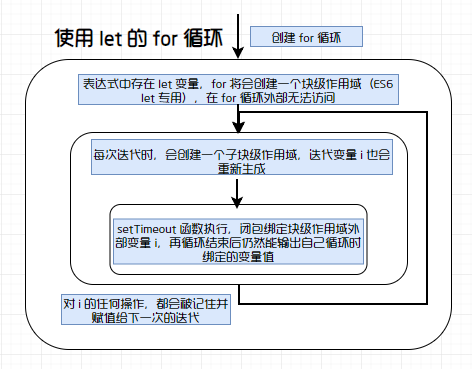 使用 let 的 for 循环
创建 for 循环
表达式中存在 let 变量，for 将会创建一个块级作用域（ES6
let 专用），在 for 循环外部无法访问
每次迭代时，会创建一个子块级作用域，迭代变量 i 也会
重新生成
setTimeout 函数执行，闭包绑定块级作用域外
部变量 i，再循环结束后仍然能输出自己循环时
绑定的变量值
对 i 的任何操作，都会被记住并
赋值给下一次的迭代